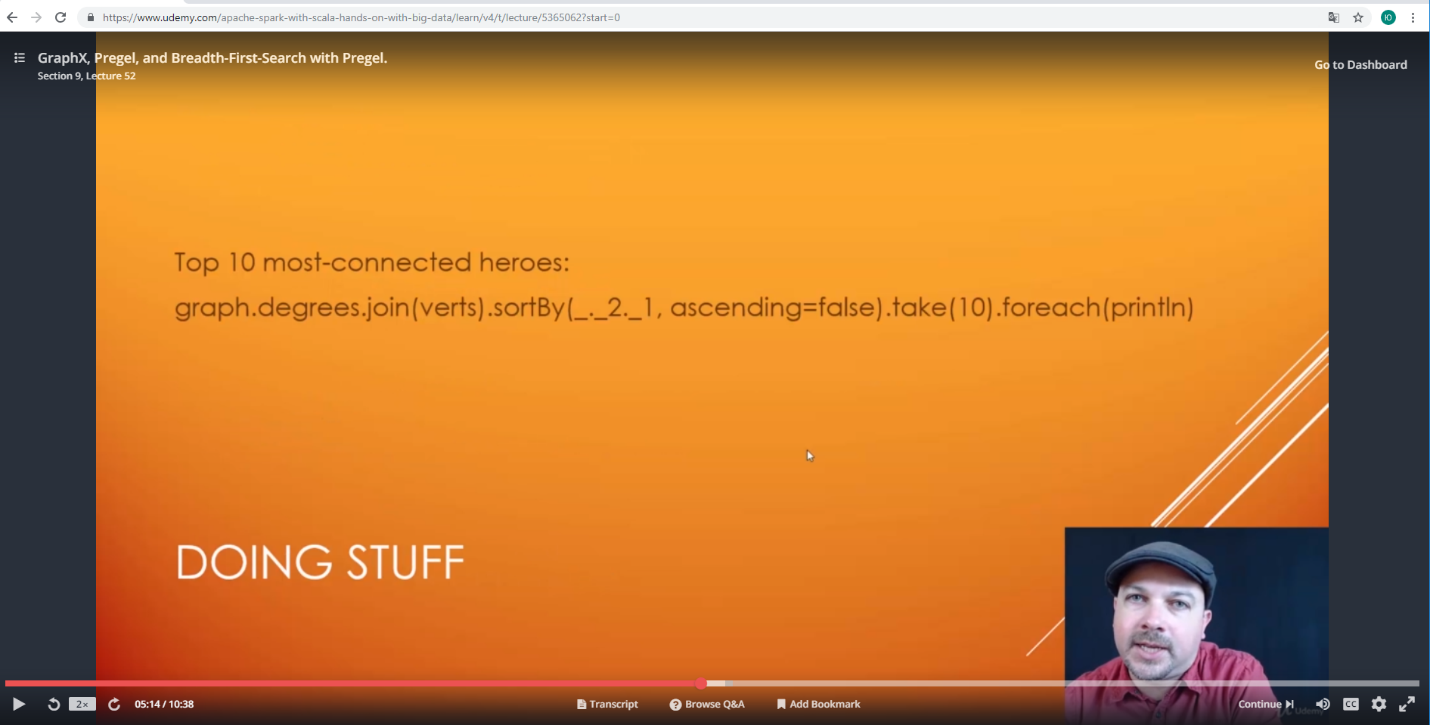 https://www.udemy.com/apache-spark-with-scala-hands-on-with-big-data/learn/v4/t/lecture/5365062?start=0
Ю
GraphX, Pregel, and Breadth-First-Search with Pregel.
Section 9, Lecture 52
Go to Dashboard
Top 10 most-connected heroes:
graph.degrees.join(verts).sortBy(_._2._1, ascending=false).take(10).foreach(println)
DOING STUFF
2x
05:14 / 10:38
Transcript
Browse Q&A
Add Bookmark
Continue
CC
Udemy